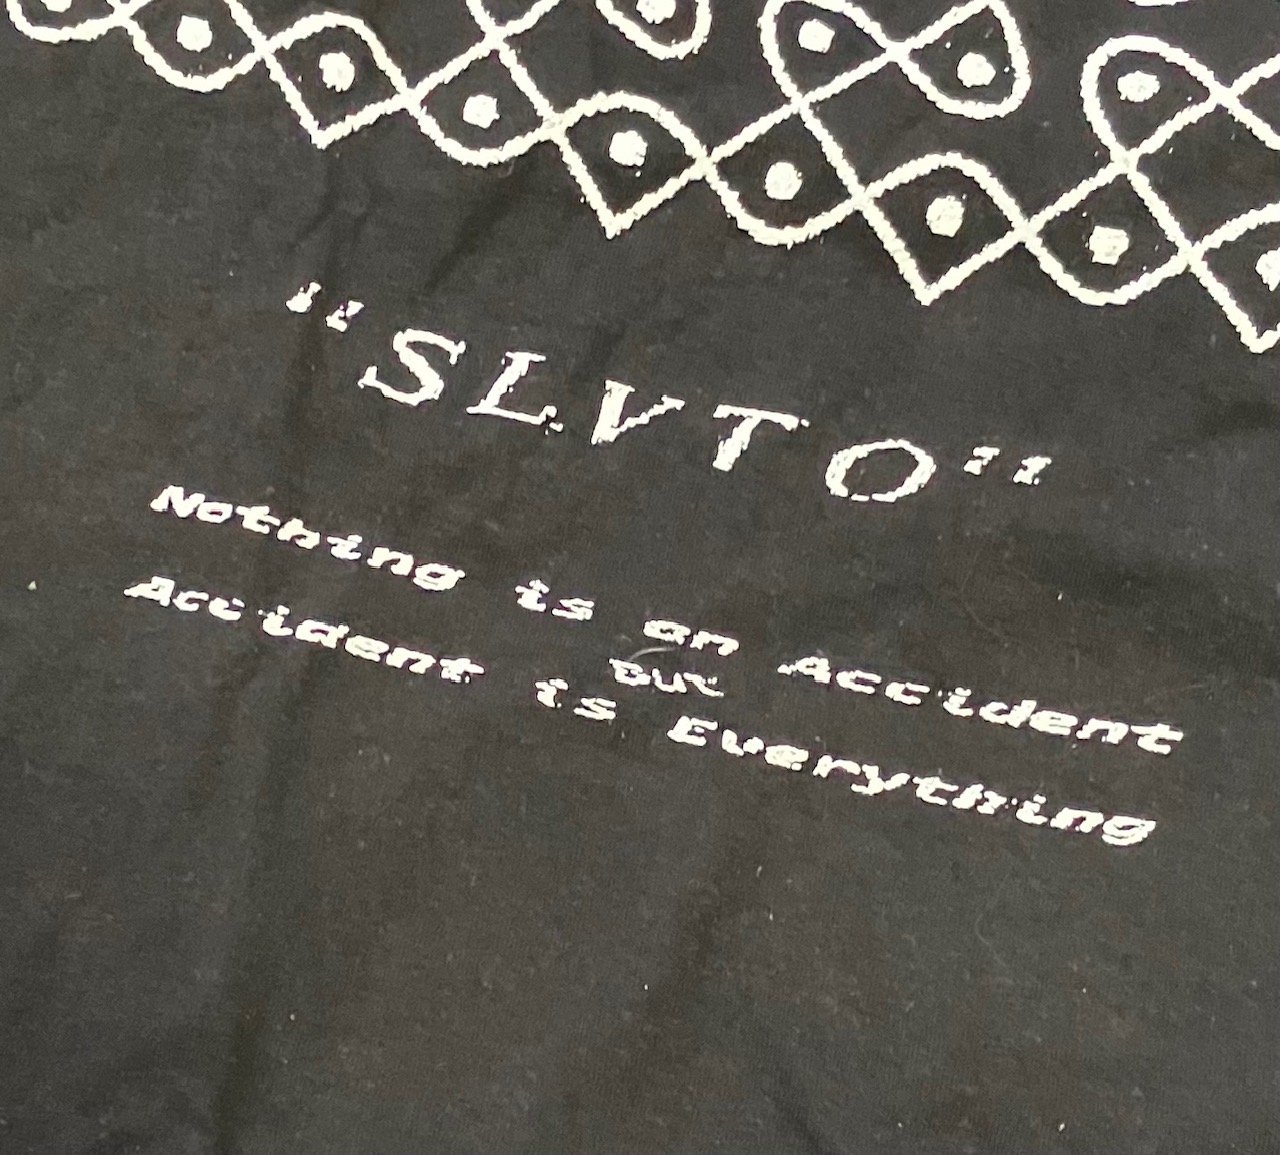 "SLVTO"
Nothing is an Accident
But
Accident is Everything